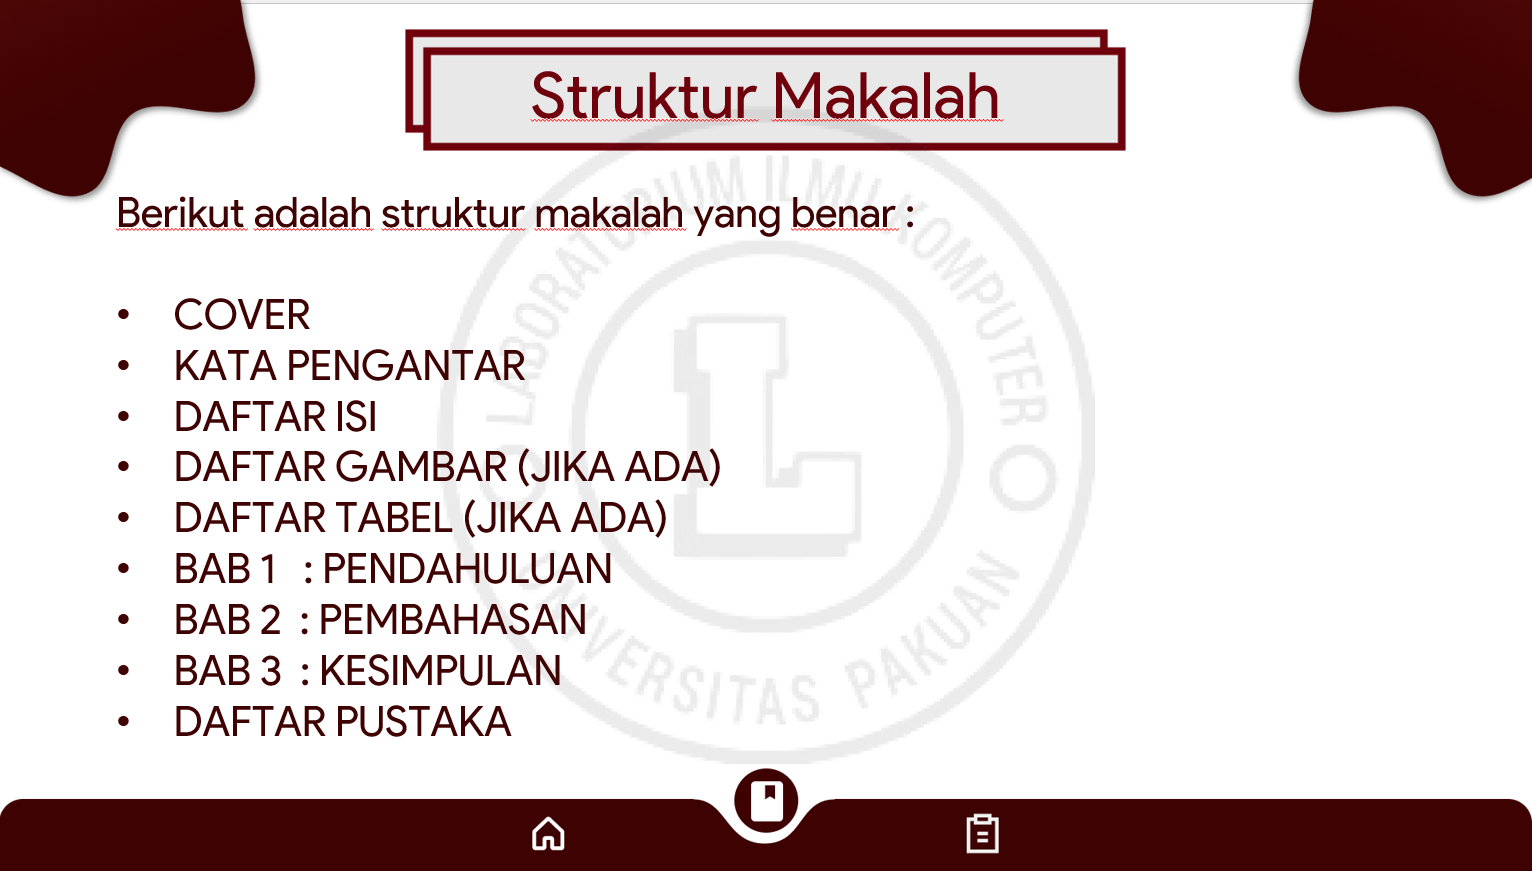 Struktur Makalah
Berikut adalah struktur makalah yang benar :
• COVER
• KATA PENGANTAR
• DAFTAR ISI
• DAFTAR GAMBAR (JIKA ADA)
• DAFTAR TABEL (JIKA ADA)
• BAB 1 : PENDAHULUAN
• BAB 2 : PEMBAHASAN
• BAB 3 : KESIMPULAN
• DAFTAR PUSTAKA
LABORATORIUM ILMU KOMPUTER
UNIVERSITAS PAKUAN
L